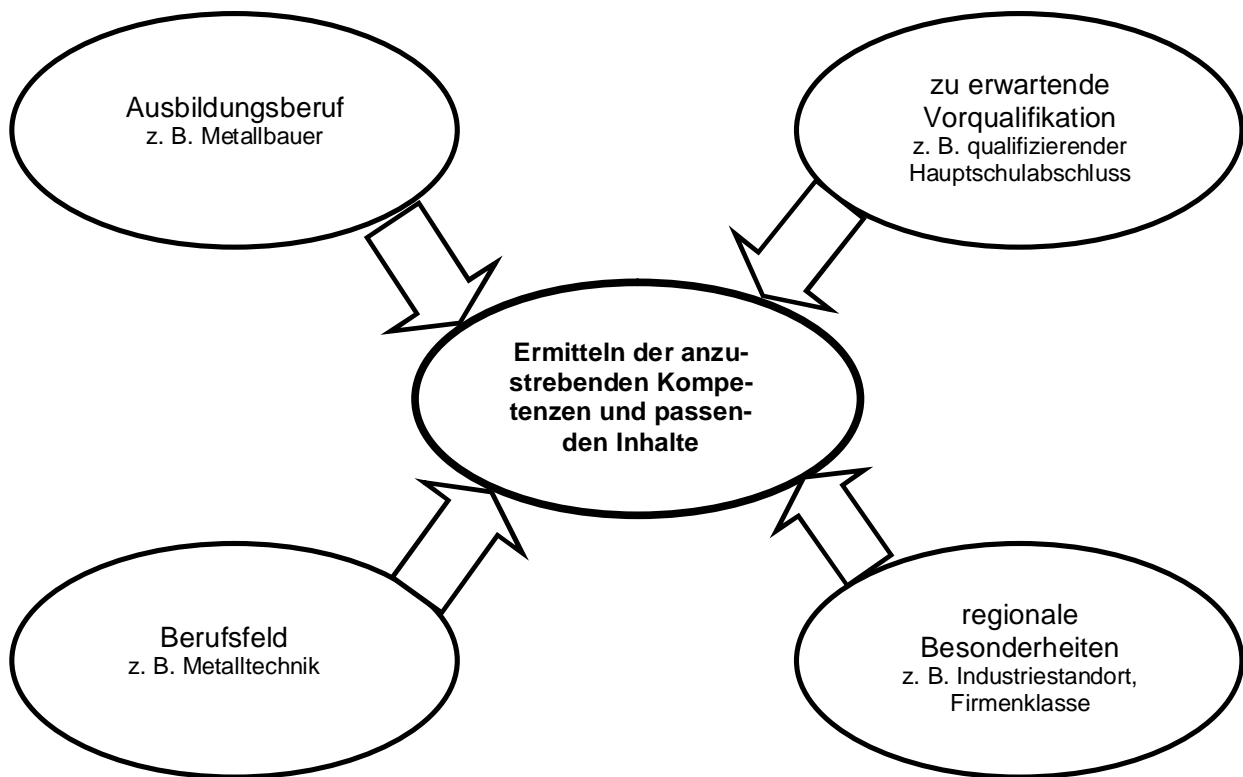 Ausbildungsberuf
z. B. Metallbauer
zu erwartende
Vorqualifikation
z. B. qualifizierender
Hauptschulabschluss
Ermitteln der anzu-
strebenden Kompe-
tenzen und passen-
den Inhalte
Berufsfeld
z. B. Metalltechnik
regionale
Besonderheiten
z. B. Industriestandort,
Firmenklasse